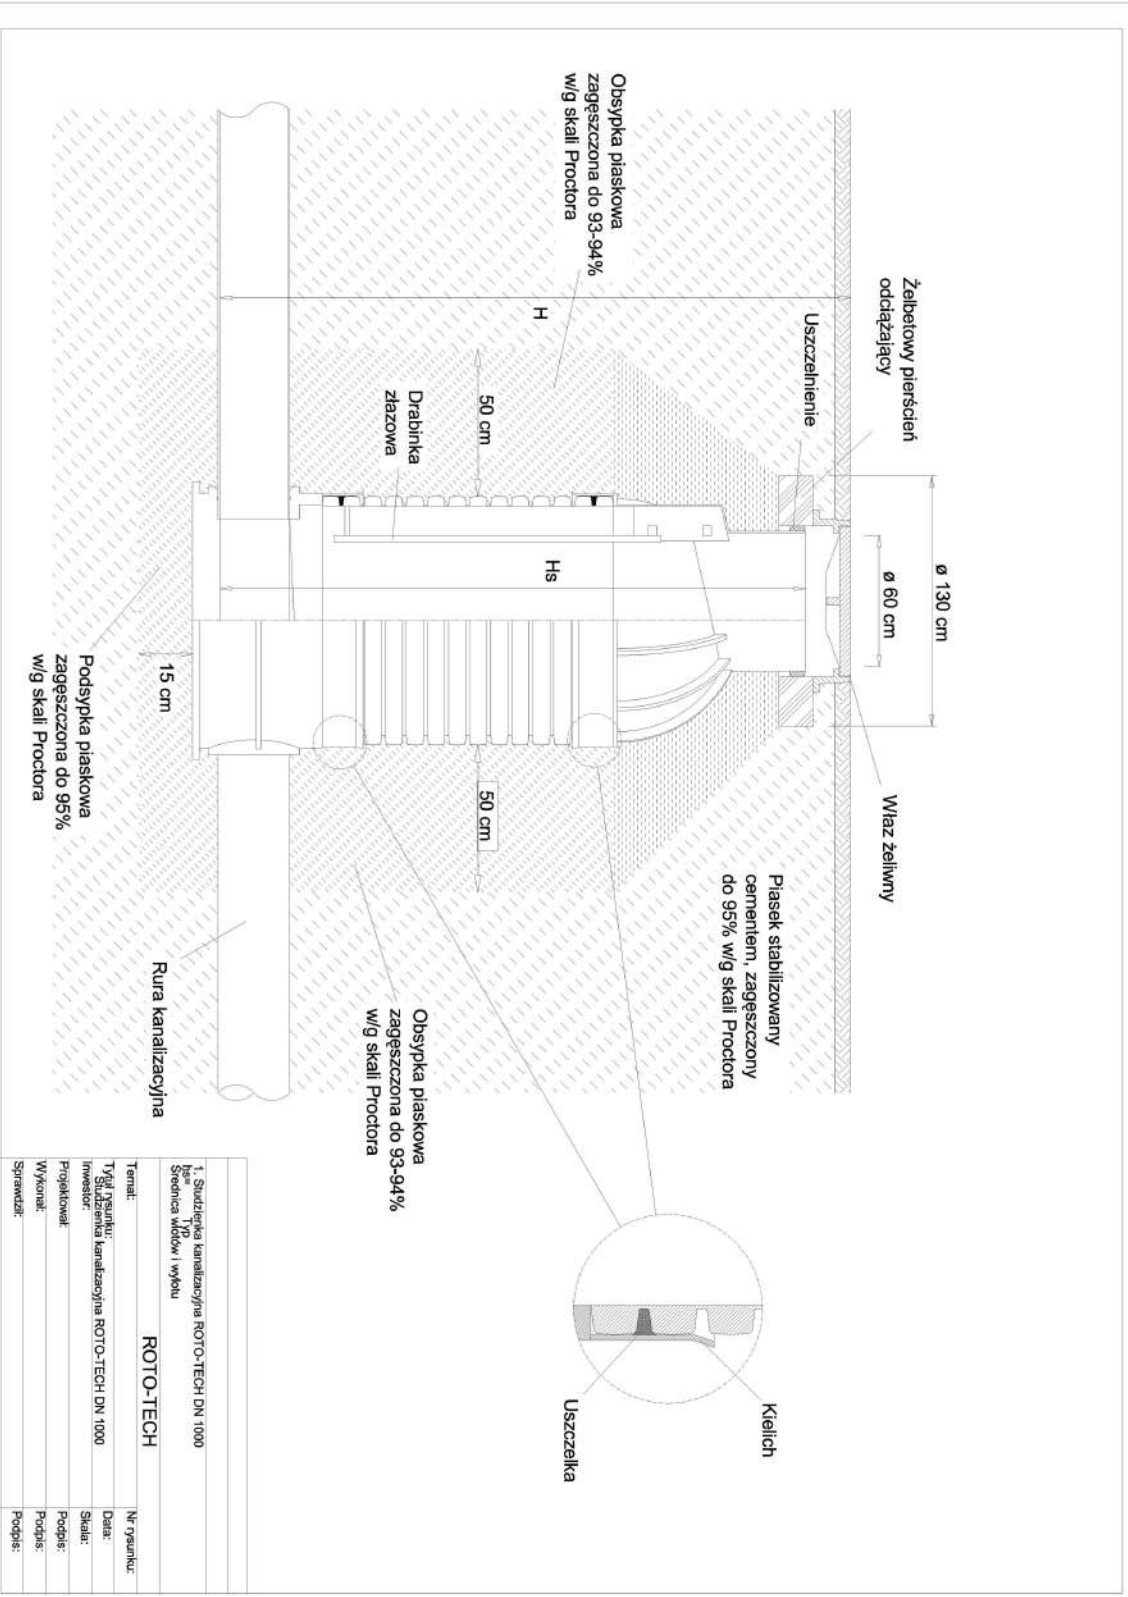 Obsypka piaskowa
zagęszczona do 93-94%
w/g skali Proctora
Żelbetowy pierścień
odciążający
Uszczelnienie
H
50 cm
Drabinka
złazowa
ø 130 cm
ø 60 cm
Hs
Właz żeliwny
Piasek stabilizowany
cementem, zagęszczony
do 95% w/g skali Proctora
50 cm
15 cm
Podsypka piaskowa
zagęszczona do 95%
w/g skali Proctora
Rura kanalizacyjna
Obsypka piaskowa
zagęszczona do 93-94%
w/g skali Proctora
Kielich
Uszczelka
1. Studzienka kanalizacyjna ROTO-TECH DN 1000
hs= Typ
Średnica wlotów i wylotu
ROTO-TECH
Temat:
Nr rysunku:
Tytuł rysunku:
Studzienka kanalizacyjna ROTO-TECH DN 1000
Data:
Inwestor:
Skala:
Projektował:
Podpis:
Wykonał:
Podpis:
Sprawdził:
Podpis: